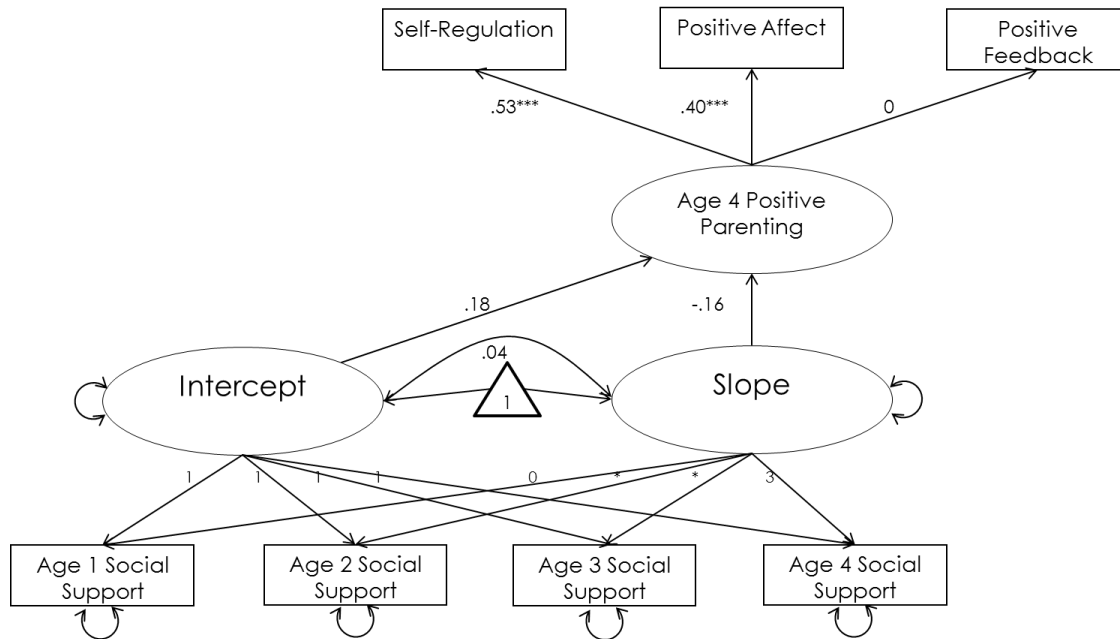 Self-Regulation
Positive Affect
Positive
Feedback
.53***
.40***
0
Age 4 Positive
Parenting
.18
-.16
.04
Intercept
1
Slope
1
1
1
1
0
*
*
3
Age 1 Social
Support
Age 2 Social
Support
Age 3 Social
Support
Age 4 Social
Support